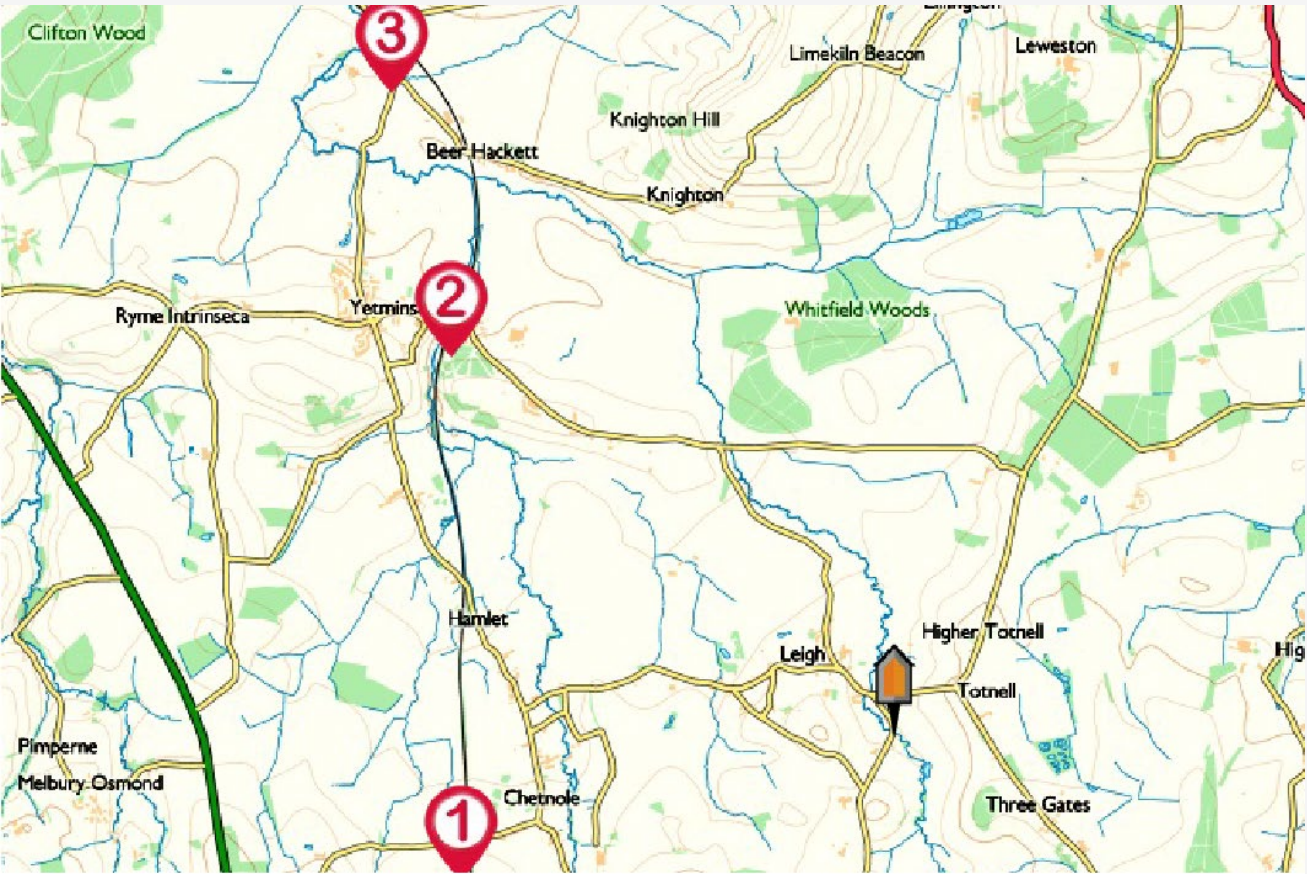 Clifton Wood
3
Limekiln Beacon
Leweston
Knighton Hill
Beer Hackett
Knighton
2
Ryme Intrinseca
Yetmins
Whitfield Woods
Hamlet
Higher Totnell
Leigh
Hig
Totnell
Pimperne
Melbury Osmond
Chetnole
Three Gates
1